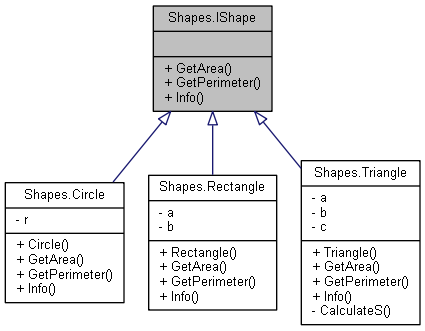 Shapes.IShape
+ GetArea()
+ GetPerimeter()
+ Info()
Shapes.Circle
- r
+ Circle()
+ GetArea()
+ GetPerimeter()
+ Info()
Shapes.Rectangle
- a
- b
+ Rectangle()
+ GetArea()
+ GetPerimeter()
+ Info()
Shapes.Triangle
- a
- b
- c
+ Triangle()
+ GetArea()
+ GetPerimeter()
+ Info()
- CalculateS()